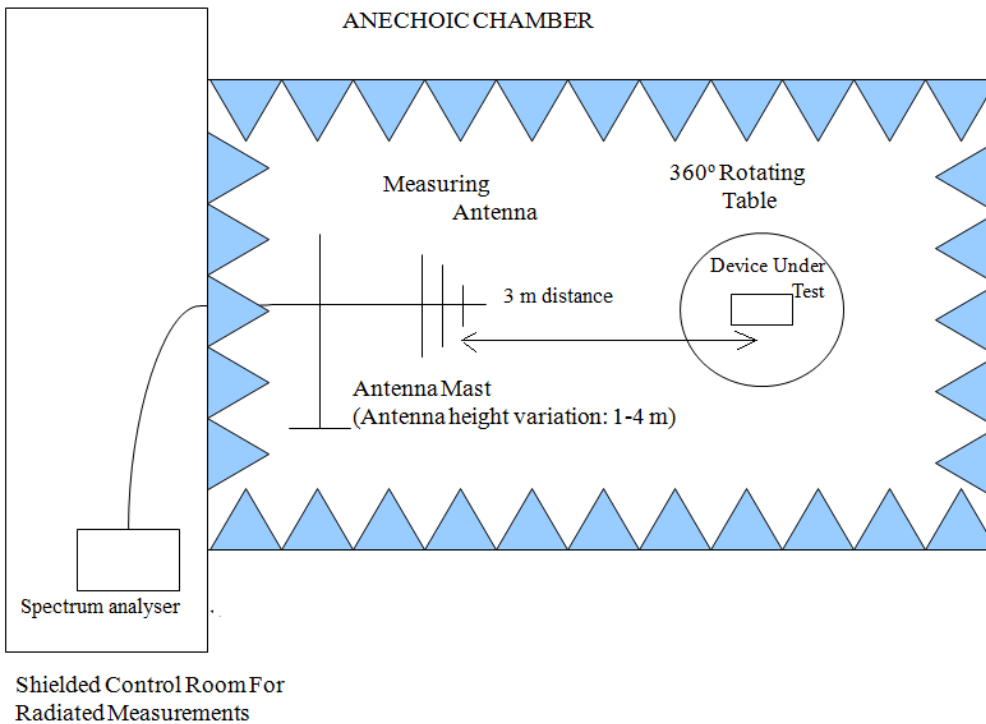 ANECHOIC CHAMBER
360º Rotating
Table
Measuring
Antenna
Device Under
Test
3 m distance
Antenna Mast
(Antenna height variation: 1-4 m)
Spectrum analyser
Shielded Control Room For
Radiated Measurements